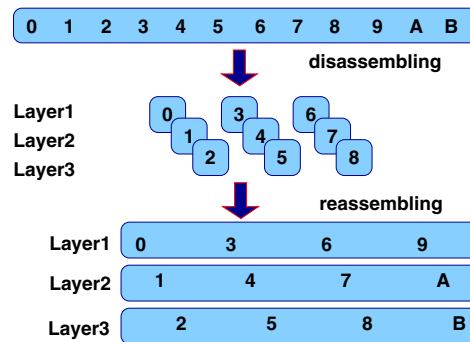 0 1 2 3 4 5 6 7 8 9 A B
disassembling
Layer1 0 3 6
Layer2 1 4 7
Layer3 2 5 8
reassembling
Layer1 0 3 6 9
Layer2 1 4 7 A
Layer3 2 5 8 B